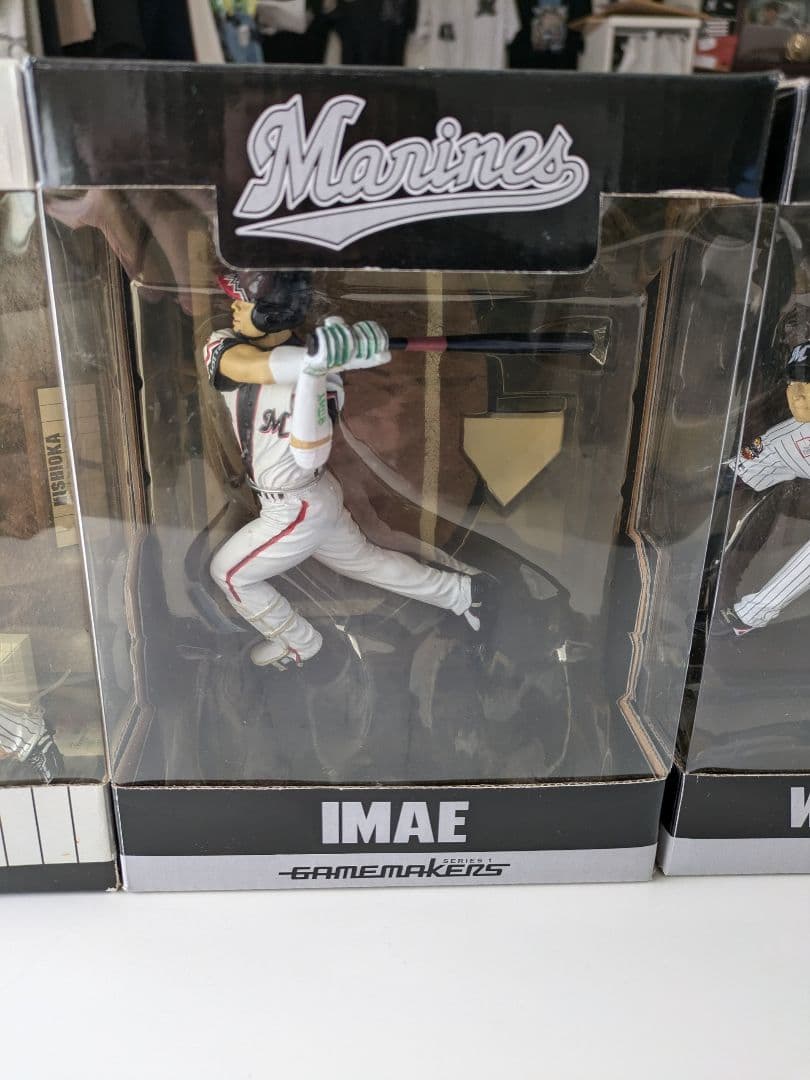 Marines
M
NISHIOKA
IMAE
W
SERIES 1
GAMEMAKERS